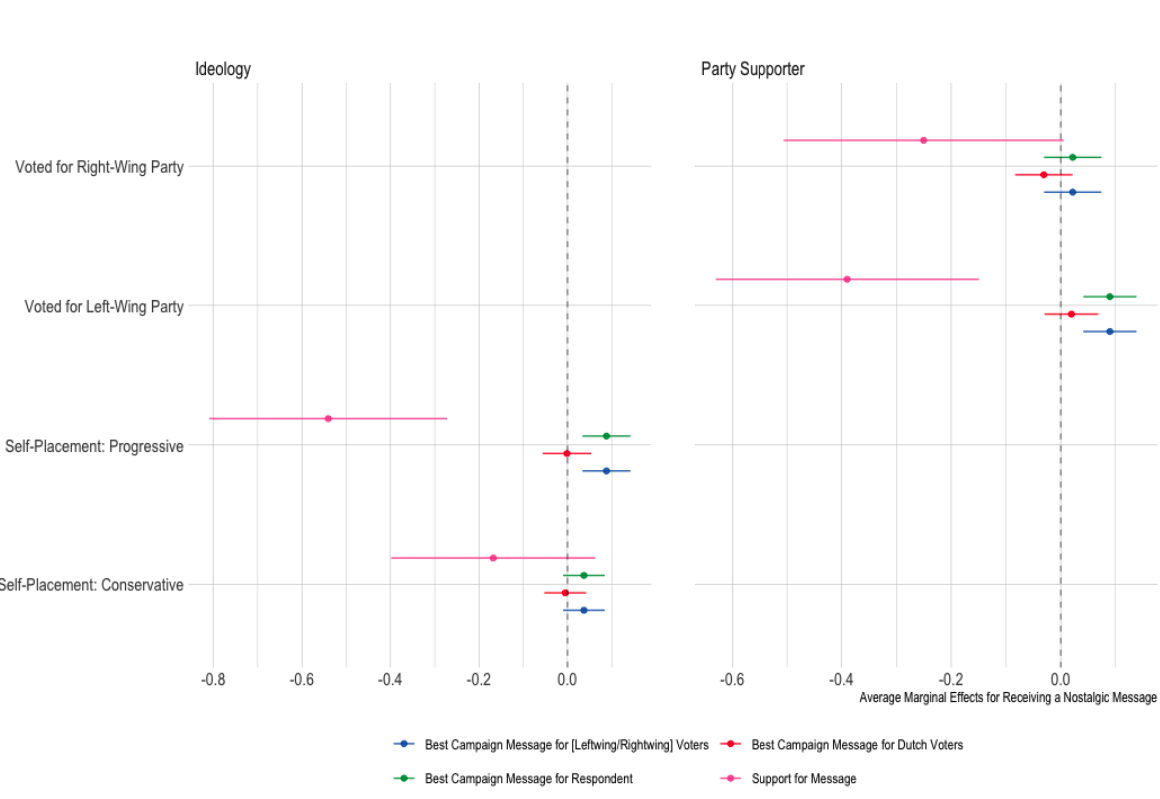 Ideology
Party Supporter
Voted for Right-Wing Party
Voted for Left-Wing Party
Self-Placement: Progressive
Self-Placement: Conservative
-0.8 -0.6 -0.4 -0.2 0.0
-0.6 -0.4 -0.2 0.0
Average Marginal Effects for Receiving a Nostalgic Message
Best Campaign Message for [Leftwing/Rightwing] Voters
Best Campaign Message for Dutch Voters
Best Campaign Message for Respondent
Support for Message